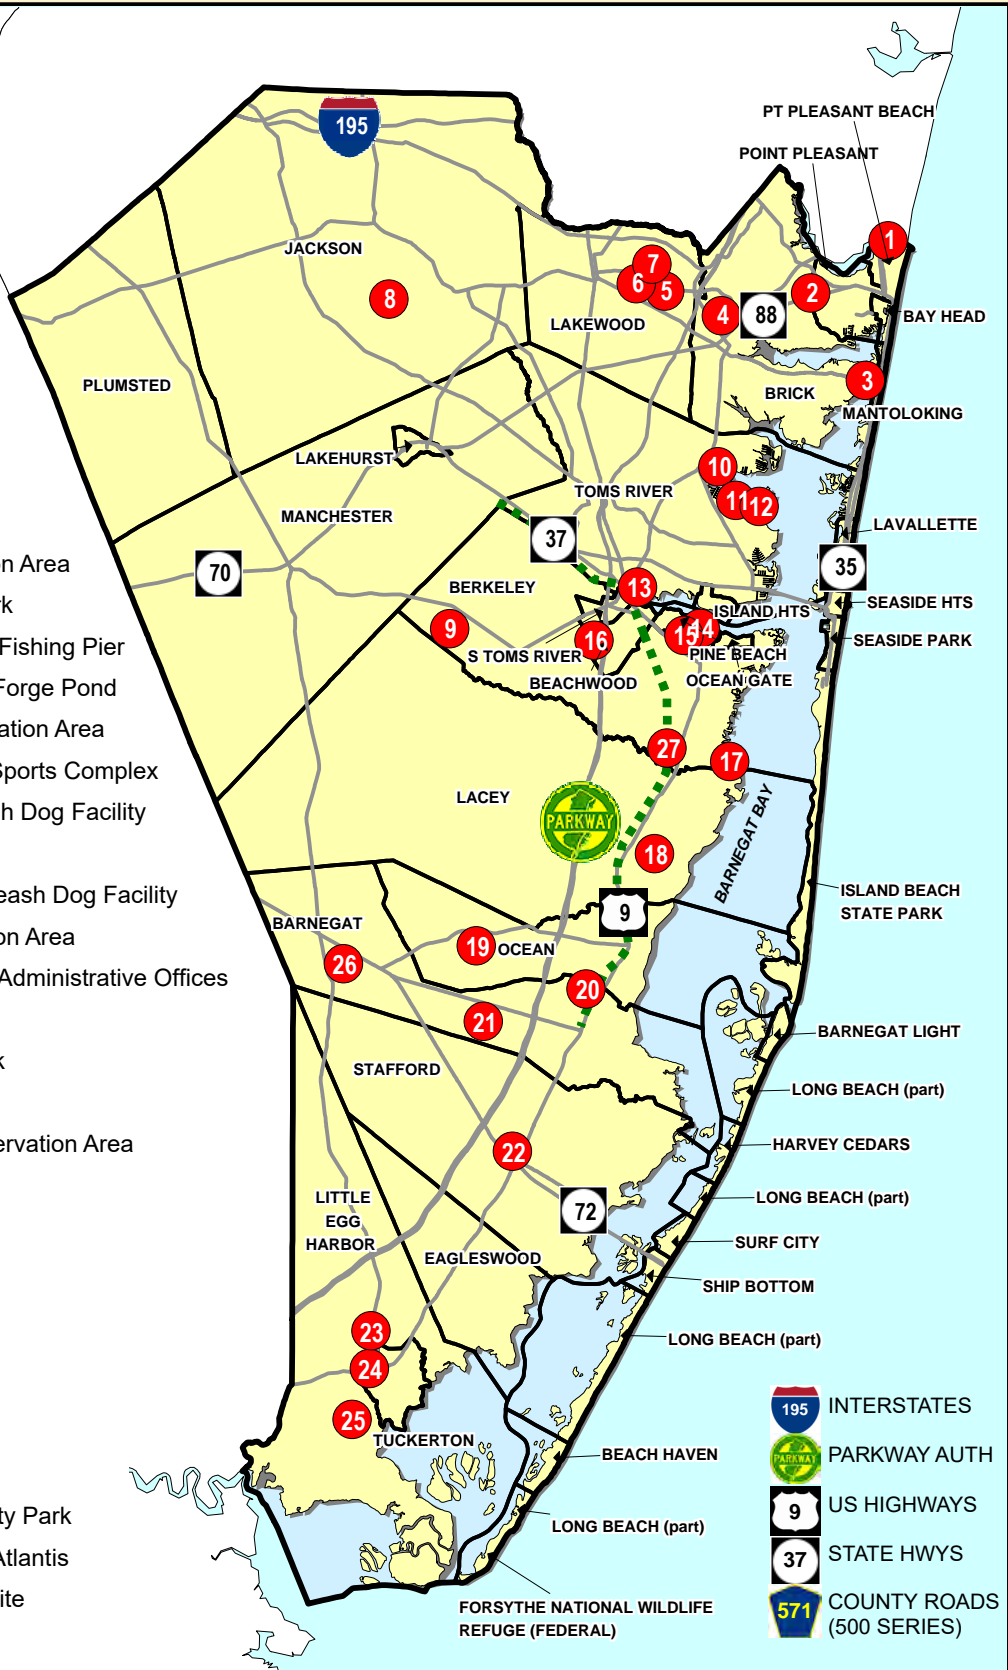 195
PT PLEASANT BEACH
POINT PLEASANT
1
JACKSON
7
6
5
2
8
4
88
BAY HEAD
LAKEWOOD
PLUMSTED
3
BRICK
MANTOLOKING
LAKEHURST
10
TOMS RIVER
11
12
MANCHESTER
LAVALLETTE
37
on Area
70
35
BERKELEY
13
rk
ISLAND HTS
SEASIDE HTS
9
16
15
14
SEASIDE PARK
Fishing Pier
S TOMS RIVER
PINE BEACH
BEACHWOOD
OCEAN GATE
Forge Pond
ation Area
27
17
Sports Complex
LACEY
BARNEGAT BAY
h Dog Facility
PARKWAY
18
eash Dog Facility
ISLAND BEACH
STATE PARK
9
BARNEGAT
on Area
19
OCEAN
26
Administrative Offices
20
21
BARNEGAT LIGHT
k
STAFFORD
LONG BEACH (part)
ervation Area
22
HARVEY CEDARS
LITTLE
EGG
HARBOR
LONG BEACH (part)
72
SURF CITY
EAGLESWOOD
SHIP BOTTOM
23
LONG BEACH (part)
24
25
TUCKERTON
BEACH HAVEN
LONG BEACH (part)
ty Park
Atlantis
ite
FORSYTHE NATIONAL WILDLIFE
REFUGE (FEDERAL)
195 INTERSTATES
PARKWAY PARKWAY AUTH
9 US HIGHWAYS
37 STATE HWYS
571 COUNTY ROADS
(500 SERIES)